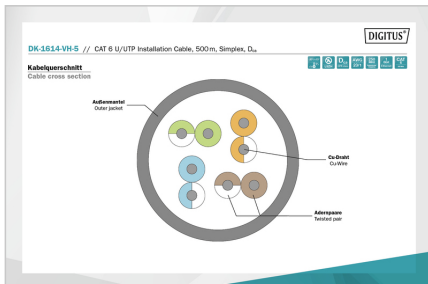 DIGITUS®
DK-1614-VH-5 // CAT 6 U/UTP Installation Cable, 500 m, Simplex, Dca
Kabelquerschnitt
Cable cross section
Außenmantel
Outer jacket
Cu-Draht
Cu-Wire
Adernpaare
Twisted pair